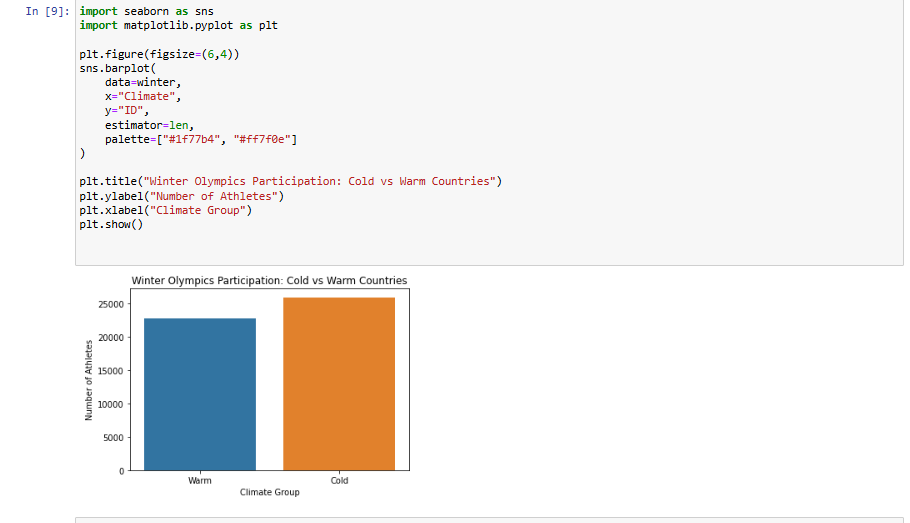 In [9]: import seaborn as sns
import matplotlib.pyplot as plt
plt.figure(figsize=(6,4))
sns.barplot(
    data=winter,
    x="Climate",
    y="ID",
    estimator=len,
    palette=["#1f77b4", "#ff7f0e"]
)
plt.title("Winter Olympics Participation: Cold vs Warm Countries")
plt.ylabel("Number of Athletes")
plt.xlabel("Climate Group")
plt.show()
Winter Olympics Participation: Cold vs Warm Countries
25000
20000
15000
10000
5000
0
Number of Athletes
Warm Cold
Climate Group